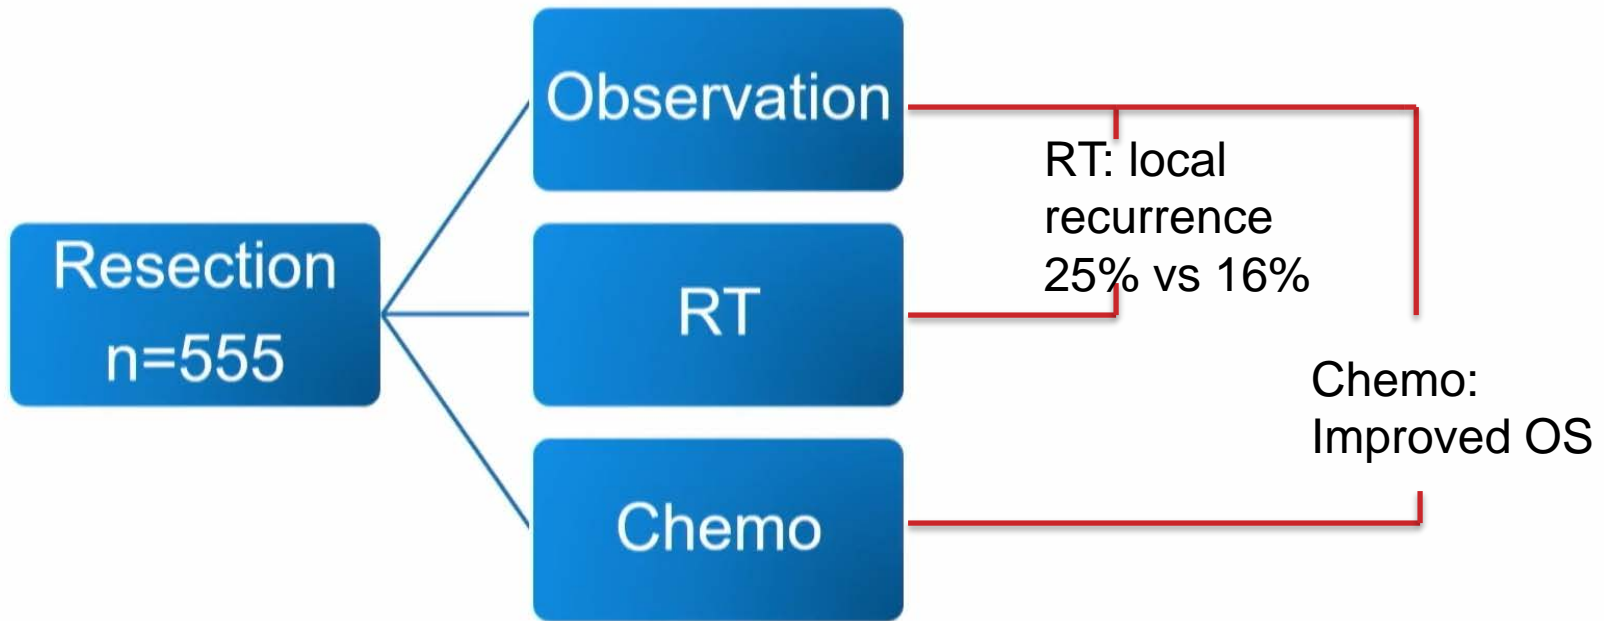 Observation
RT: local
recurrence
25% vs 16%
Resection
n=555
RT
Chemo:
Improved OS
Chemo